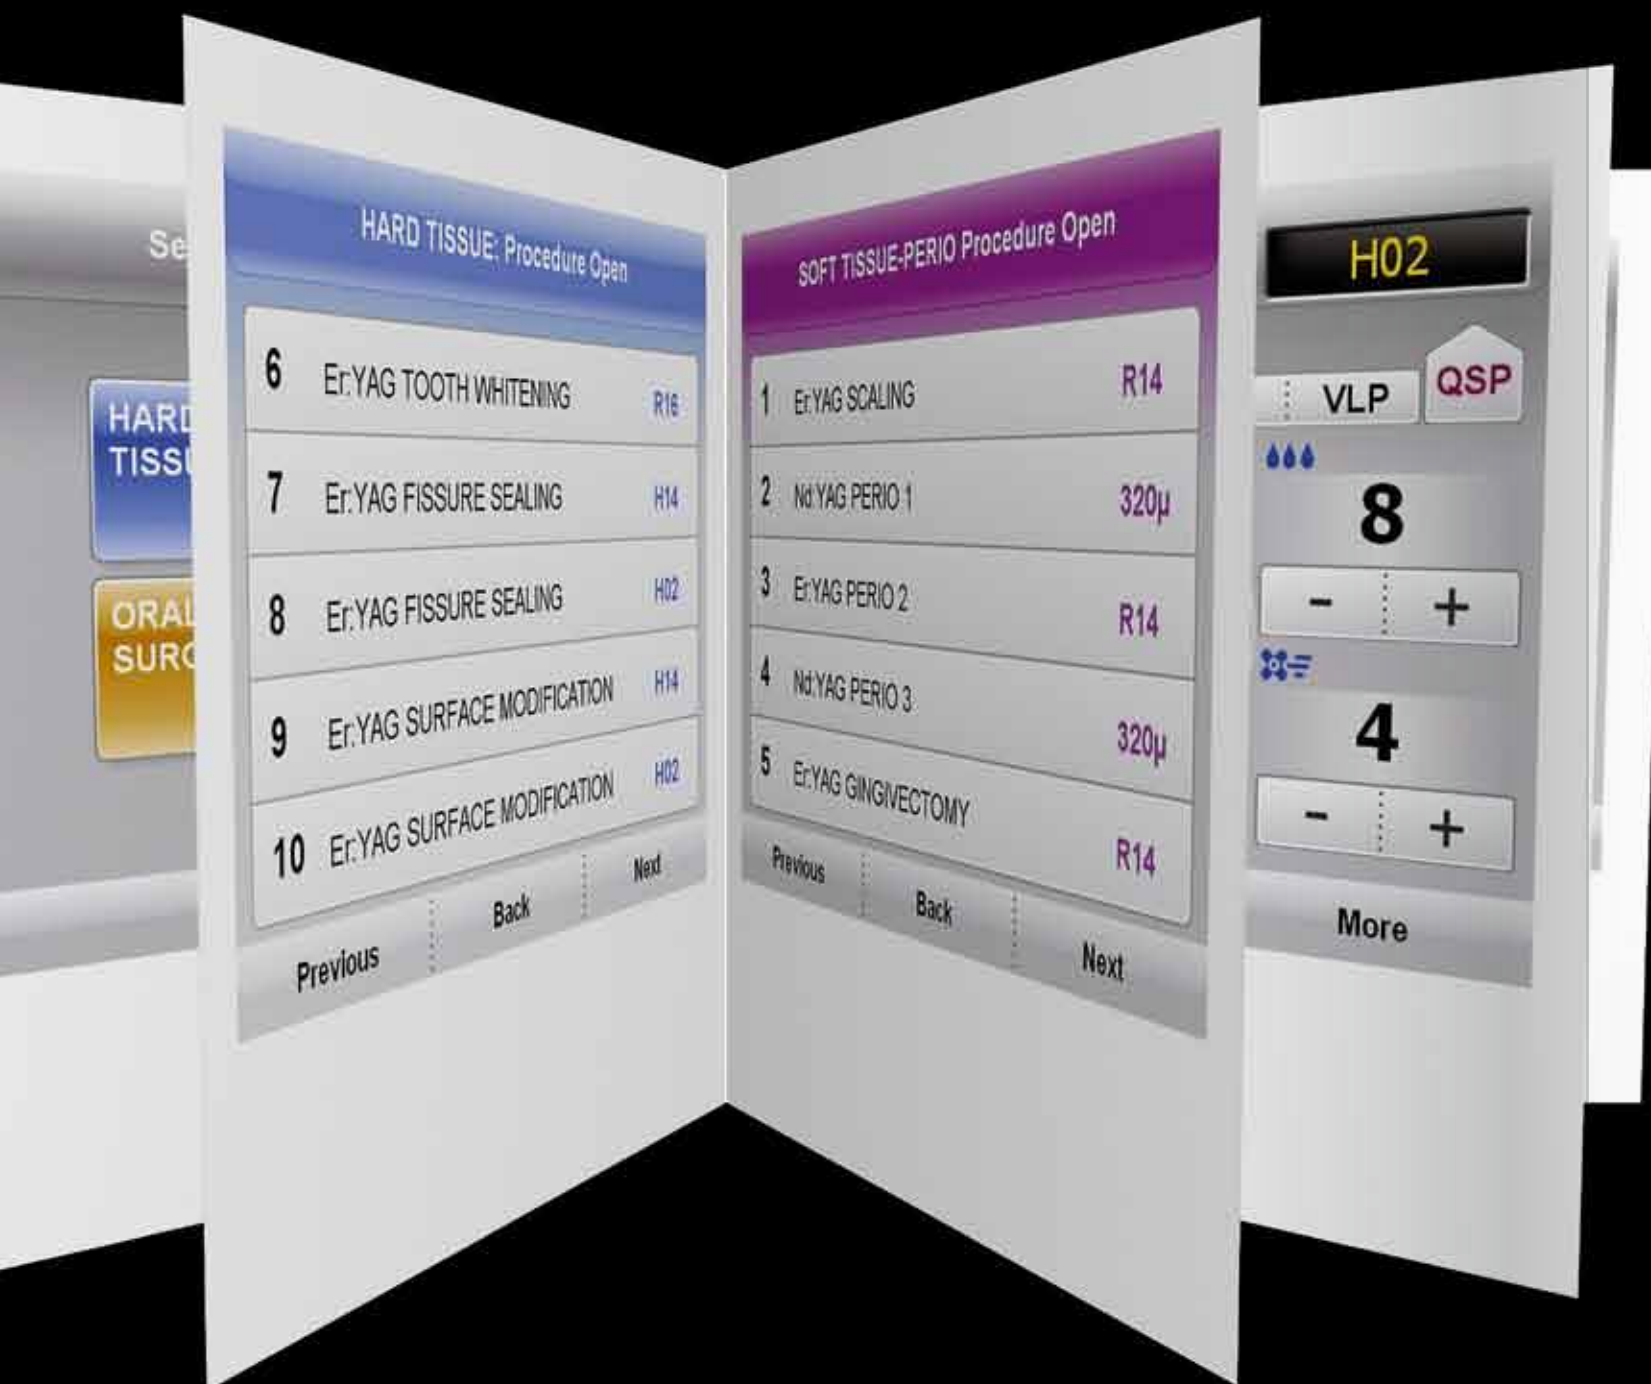 HARD
TISSU
ORAL
SURG
HARD TISSUE: Procedure Open
6 Er:YAG TOOTH WHITENING R16
7 Er:YAG FISSURE SEALING H14
8 Er:YAG FISSURE SEALING H02
9 Er:YAG SURFACE MODIFICATION H14
10 Er:YAG SURFACE MODIFICATION H02
Previous Back Next
SOFT TISSUE-PERIO Procedure Open
1 Er:YAG SCALING R14
2 Nd:YAG PERIO 1 320µ
3 Er:YAG PERIO 2 R14
4 Nd:YAG PERIO 3 320µ
5 Er:YAG GINGIVECTOMY R14
Previous Back Next
H02
VLP QSP
8
- +
4
- +
More